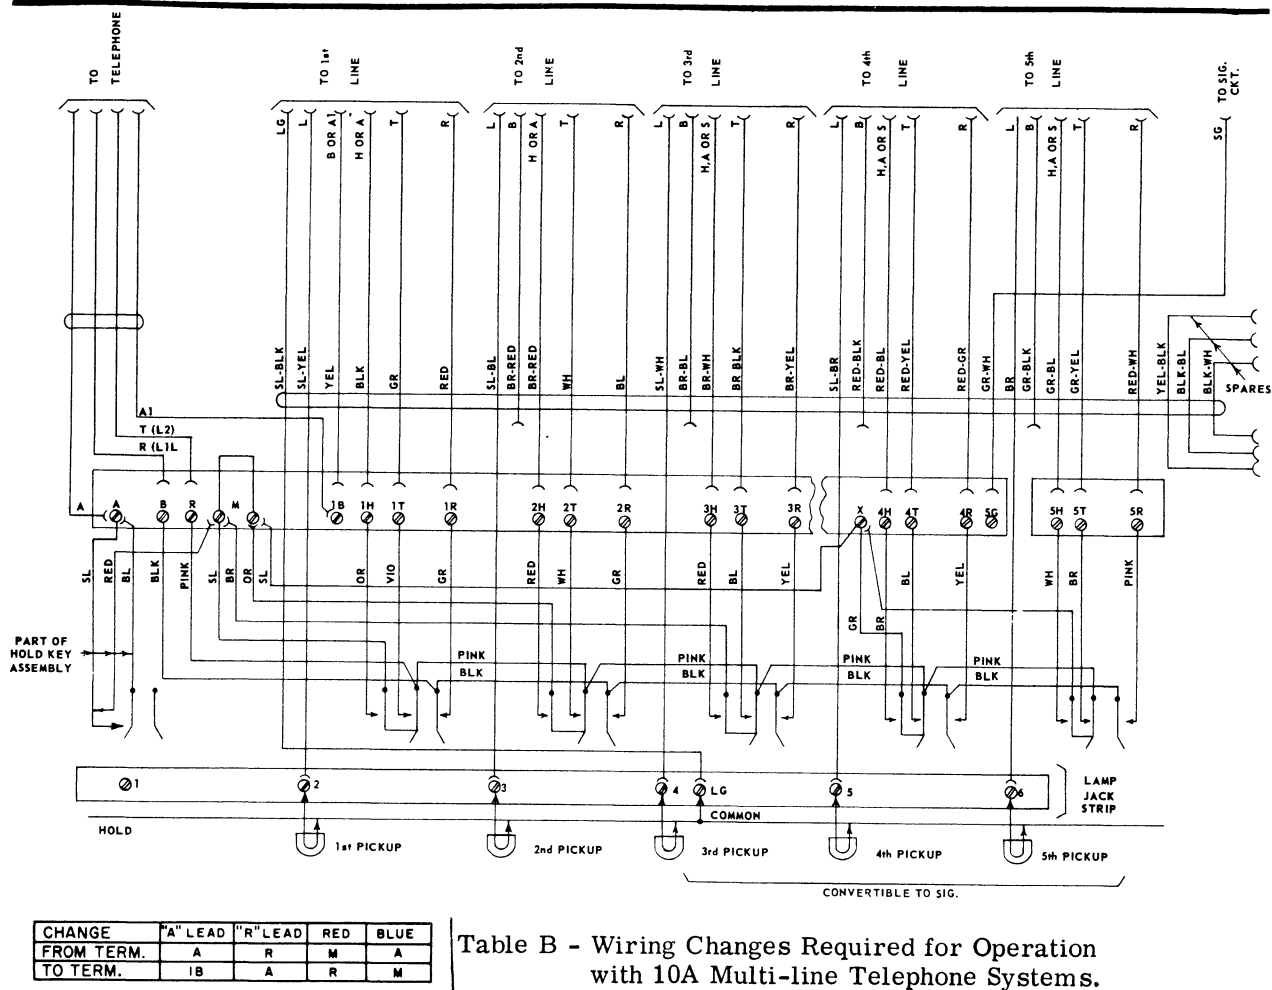 TO
TELEPHONE
TO 1st
LINE
TO 2nd
LINE
TO 3rd
LINE
TO 4th
LINE
TO 5th
LINE
TO SIG.
CKT.
LG
L
B OR A1
H OR A
T
R
L
B
H OR A
T
R
L
B
H,A OR S
T
R
L
B
H,A OR S
T
R
L
B
H,A OR S
T
R
SG
SL-BLK
SL-YEL
YEL
BLK
GR
RED
SL-BL
BR-RED
BR-RED
WH
BL
SL-WH
BR-BL
BR-WH
BR BLK
BR-YEL
SL-BR
RED-BLK
RED-BL
RED-YEL
RED-GR
GR-WH
BR
GR-BLK
GR-BL
GR-YEL
RED-WH
YEL-BLK
BLK-BL
BLK-WH
SPARES
A1
T (L2)
R (L1L
A
A
B
R
M
1B
1H
1T
1R
2H
2T
2R
3H
3T
3R
X
4H
4T
4R
5G
5H
5T
5R
SL
RED
BL
BLK
PINK
SL
BR
OR
SL
OR
VIO
GR
RED
WH
GR
RED
BL
YEL
GR
BR
BL
YEL
WH
BR
PINK
PART OF
HOLD KEY
ASSEMBLY
PINK
BLK
PINK
BLK
PINK
BLK
PINK
BLK
1
2
3
4
LG
5
6
LAMP
JACK
STRIP
COMMON
HOLD
1st PICKUP
2nd PICKUP
3rd PICKUP
4th PICKUP
5th PICKUP
CONVERTIBLE TO SIG.
CHANGE "A" LEAD "R" LEAD RED BLUE
FROM TERM. A R M A
TO TERM. 1B A R M
Table B - Wiring Changes Required for Operation
with 10A Multi-line Telephone Systems.